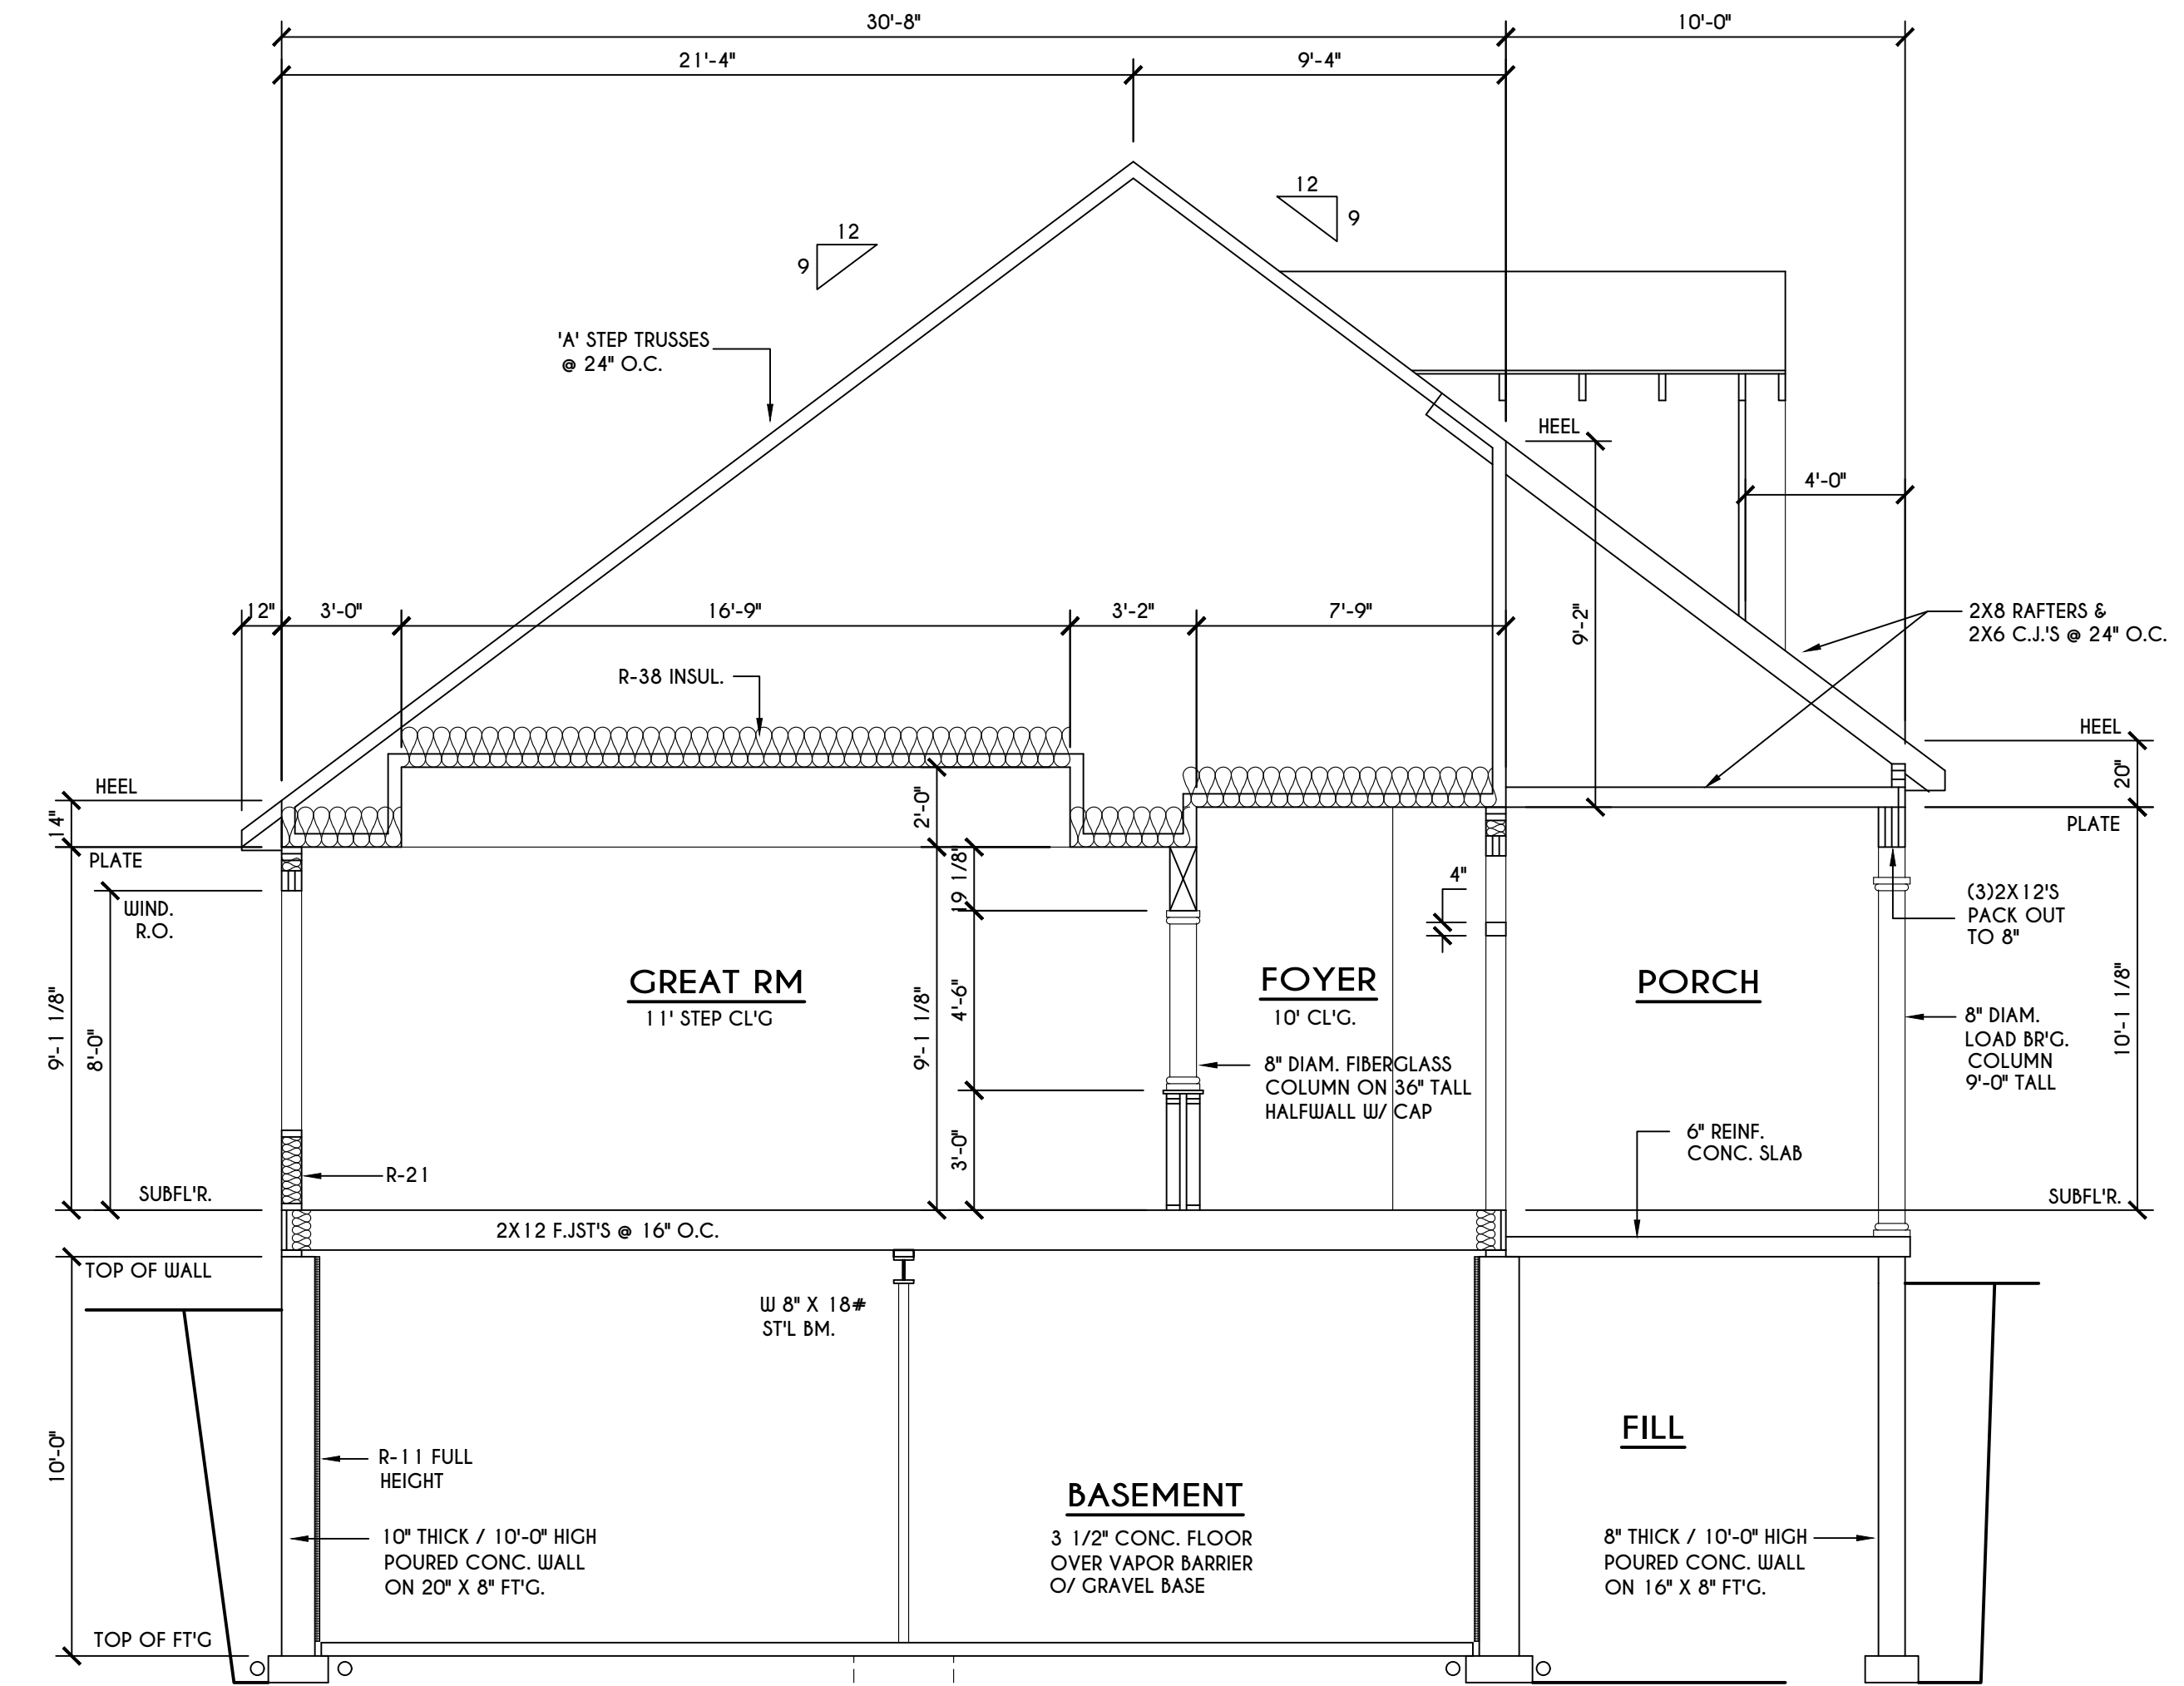 30'-8"
10'-0"
21'-4"
9'-4"
12
9
12
9
'A' STEP TRUSSES
@ 24" O.C.
HEEL
4'-0"
12"
3'-0"
16'-9"
3'-2"
7'-9"
9'-2"
2X8 RAFTERS &
2X6 C.J.'S @ 24" O.C.
R-38 INSUL.
HEEL
20"
HEEL
14"
2'-0"
PLATE
PLATE
19 1/8"
4"
WIND.
R.O.
(3)2X12'S
PACK OUT
TO 8"
GREAT RM
11' STEP CL'G
FOYER
10' CL'G.
PORCH
9'-1 1/8"
8'-0"
9'-1 1/8"
4'-6"
10'-1 1/8"
8" DIAM.
LOAD BR'G.
COLUMN
9'-0" TALL
8" DIAM. FIBERGLASS
COLUMN ON 36" TALL
HALFWALL W/ CAP
3'-0"
6" REINF.
CONC. SLAB
R-21
SUBFL'R.
SUBFL'R.
2X12 F.JST'S @ 16" O.C.
TOP OF WALL
W 8" X 18#
ST'L BM.
10'-0"
R-11 FULL
HEIGHT
FILL
BASEMENT
3 1/2" CONC. FLOOR
OVER VAPOR BARRIER
O/ GRAVEL BASE
10" THICK / 10'-0" HIGH
POURED CONC. WALL
ON 20" X 8" FT'G.
8" THICK / 10'-0" HIGH
POURED CONC. WALL
ON 16" X 8" FT'G.
TOP OF FT'G